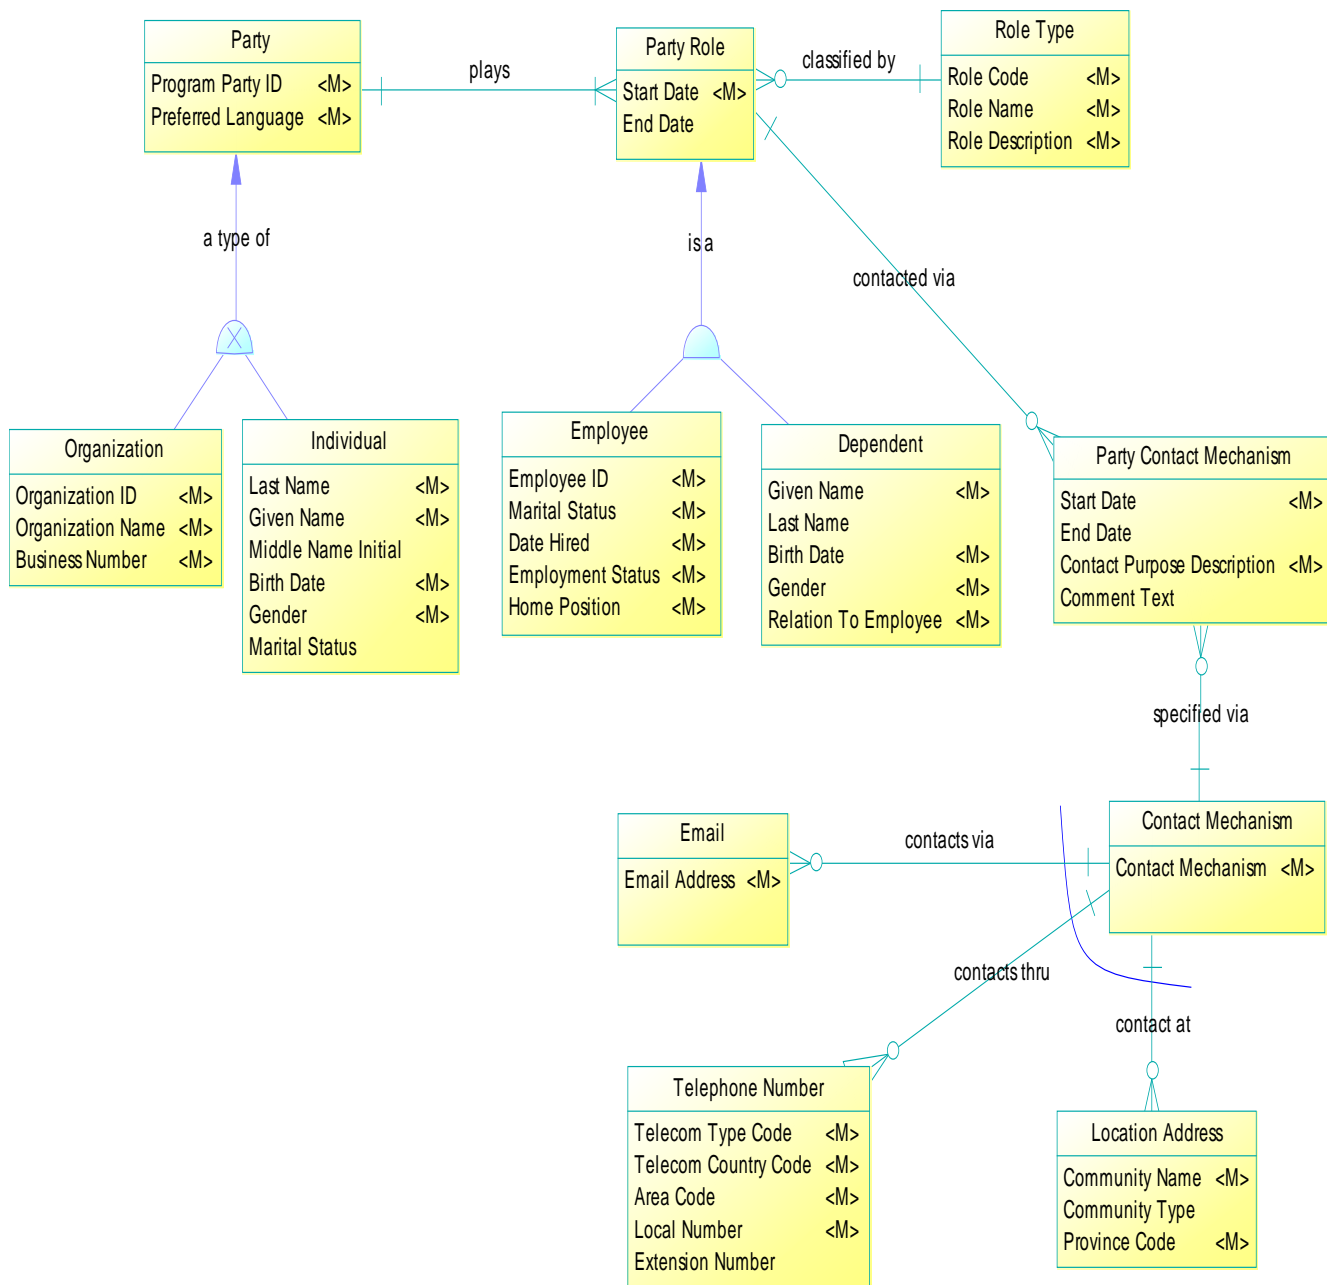 Party
Program Party ID <M>
Preferred Language <M>
plays
Party Role
Start Date <M>
End Date
classified by
Role Type
Role Code <M>
Role Name <M>
Role Description <M>
a type of
is a
contacted via
Organization
Organization ID <M>
Organization Name <M>
Business Number <M>
Individual
Last Name <M>
Given Name <M>
Middle Name Initial
Birth Date <M>
Gender <M>
Marital Status
Employee
Employee ID <M>
Marital Status <M>
Date Hired <M>
Employment Status <M>
Home Position <M>
Dependent
Given Name <M>
Last Name
Birth Date <M>
Gender <M>
Relation To Employee <M>
Party Contact Mechanism
Start Date <M>
End Date
Contact Purpose Description <M>
Comment Text
specified via
Email
Email Address <M>
contacts via
Contact Mechanism
Contact Mechanism <M>
contacts thru
contact at
Telephone Number
Telecom Type Code <M>
Telecom Country Code <M>
Area Code <M>
Local Number <M>
Extension Number
Location Address
Community Name <M>
Community Type
Province Code <M>